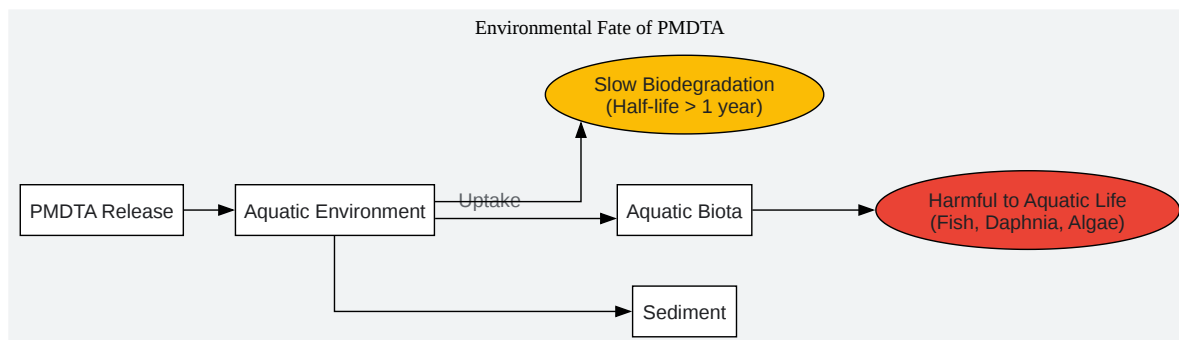 Environmental Fate of PMDTA
Slow Biodegradation
(Half-life > 1 year)
PMDTA Release
Aquatic Environment
Uptake
Aquatic Biota
Harmful to Aquatic Life
(Fish, Daphnia, Algae)
Sediment